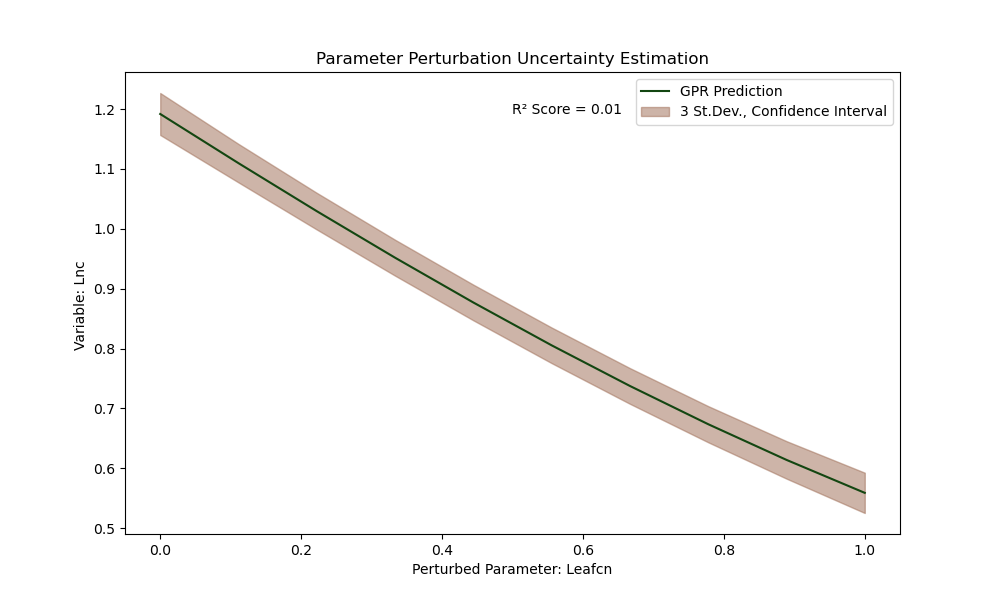 Parameter Perturbation Uncertainty Estimation
R² Score = 0.01
GPR Prediction
3 St.Dev., Confidence Interval
Variable: Lnc
1.2
1.1
1.0
0.9
0.8
0.7
0.6
0.5
0.0
0.2
0.4
0.6
0.8
1.0
Perturbed Parameter: Leafcn